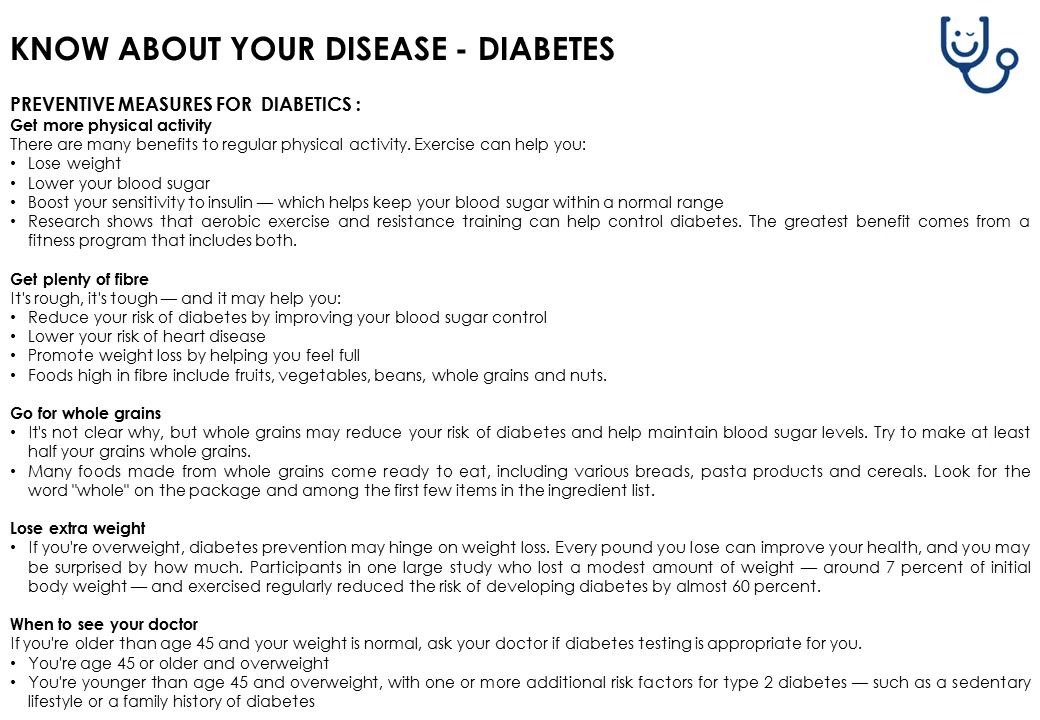 KNOW ABOUT YOUR DISEASE - DIABETES
PREVENTIVE MEASURES FOR DIABETICS :
Get more physical activity
There are many benefits to regular physical activity. Exercise can help you:
• Lose weight
• Lower your blood sugar
• Boost your sensitivity to insulin — which helps keep your blood sugar within a normal range
• Research shows that aerobic exercise and resistance training can help control diabetes. The greatest benefit comes from a
fitness program that includes both.
Get plenty of fibre
It's rough, it's tough — and it may help you:
• Reduce your risk of diabetes by improving your blood sugar control
• Lower your risk of heart disease
• Promote weight loss by helping you feel full
• Foods high in fibre include fruits, vegetables, beans, whole grains and nuts.
Go for whole grains
• It's not clear why, but whole grains may reduce your risk of diabetes and help maintain blood sugar levels. Try to make at least
half your grains whole grains.
• Many foods made from whole grains come ready to eat, including various breads, pasta products and cereals. Look for the
word "whole" on the package and among the first few items in the ingredient list.
Lose extra weight
• If you're overweight, diabetes prevention may hinge on weight loss. Every pound you lose can improve your health, and you may
be surprised by how much. Participants in one large study who lost a modest amount of weight — around 7 percent of initial
body weight — and exercised regularly reduced the risk of developing diabetes by almost 60 percent.
When to see your doctor
If you're older than age 45 and your weight is normal, ask your doctor if diabetes testing is appropriate for you.
• You're age 45 or older and overweight
• You're younger than age 45 and overweight, with one or more additional risk factors for type 2 diabetes — such as a sedentary
lifestyle or a family history of diabetes